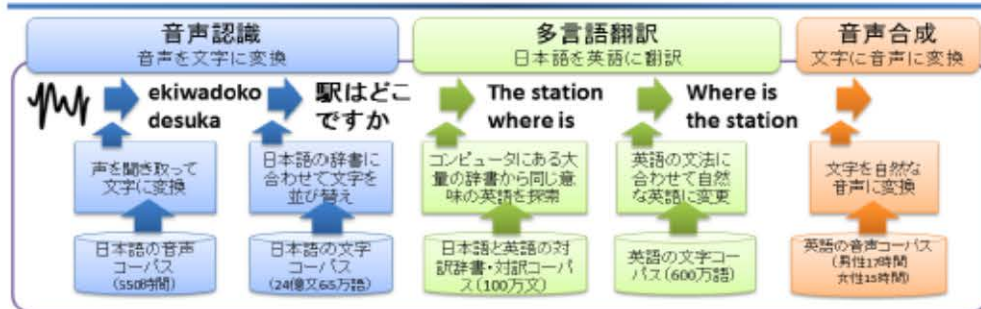 音声認識
音声を文字に変換
多言語翻訳
日本語を英語に翻訳
音声合成
文字に音声に変換
ekiwadoko
desuka
駅はどこ
ですか
The station
where is
Where is
the station
声を聞き取って
文字に変換
日本語の辞書に
合わせて文字を
並び替え
コンピュータにある大
量の辞書から同じ意
味の英語を探索
英語の文法に
合わせて自然
な英語に変更
文字を自然な
音声に変換
日本語の音声
コーパス
(550時間)
日本語の文字
コーパス
(24億文65万語)
日本語と英語の対
訳辞書・対訳コーパ
ス(100万文)
英語の文字コー
パス(600万語)
英語の音声コーパス
(男性17時間
女性15時間)